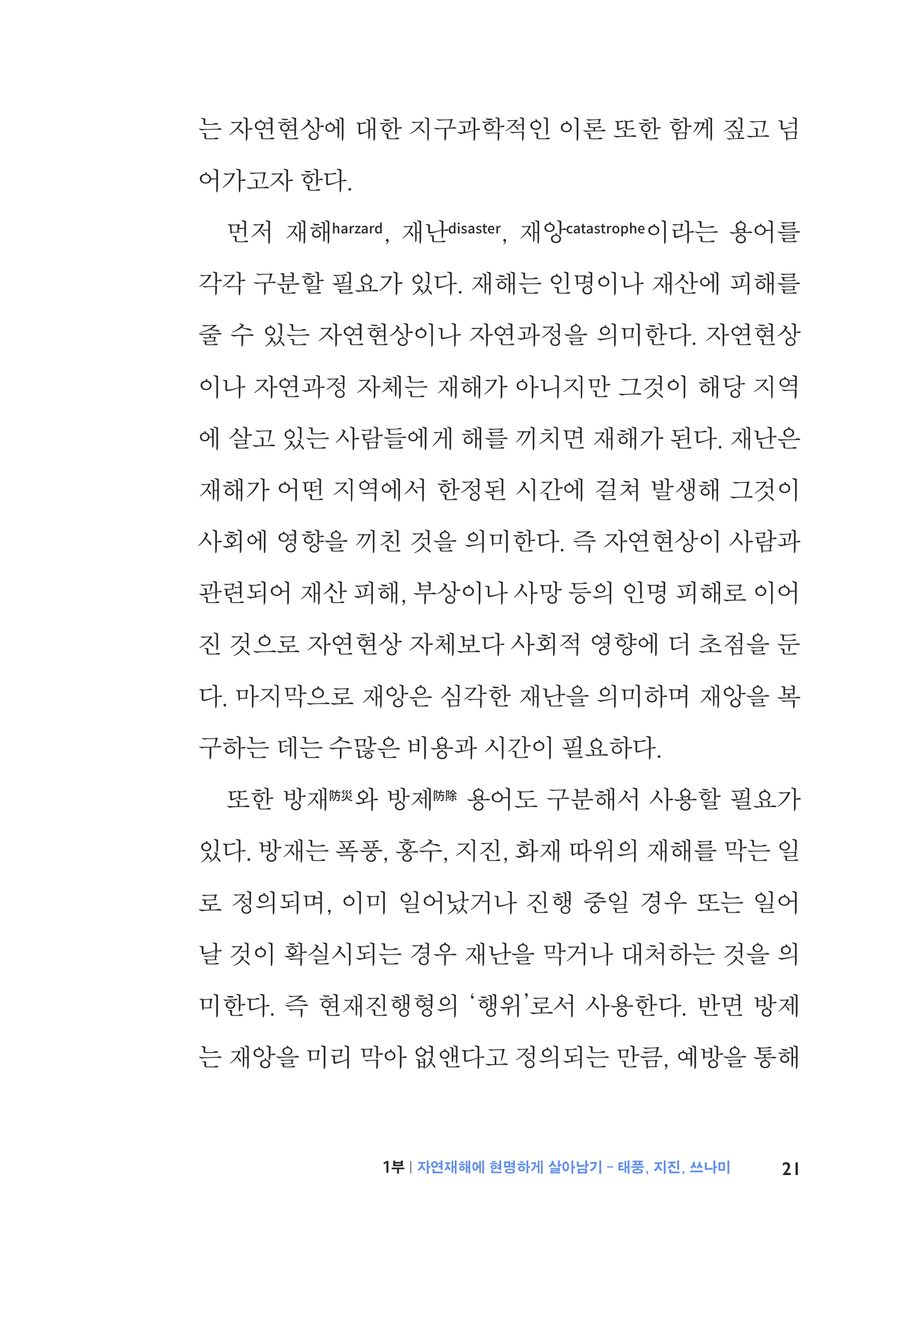 는 자연현상에 대한 지구과학적인 이론 또한 함께 짚고 넘
어가고자 한다.
먼저 재해harzard, 재난disaster, 재앙catastrophe이라는 용어를
각각 구분할 필요가 있다. 재해는 인명이나 재산에 피해를
줄 수 있는 자연현상이나 자연과정을 의미한다. 자연현상
이나 자연과정 자체는 재해가 아니지만 그것이 해당 지역
에 살고 있는 사람들에게 해를 끼치면 재해가 된다. 재난은
재해가 어떤 지역에서 한정된 시간에 걸쳐 발생해 그것이
사회에 영향을 끼친 것을 의미한다. 즉 자연현상이 사람과
관련되어 재산 피해, 부상이나 사망 등의 인명 피해로 이어
진 것으로 자연현상 자체보다 사회적 영향에 더 초점을 둔
다. 마지막으로 재앙은 심각한 재난을 의미하며 재앙을 복
구하는 데는 수많은 비용과 시간이 필요하다.
또한 방재防災와 방제防除 용어도 구분해서 사용할 필요가
있다. 방재는 폭풍, 홍수, 지진, 화재 따위의 재해를 막는 일
로 정의되며, 이미 일어났거나 진행 중일 경우 또는 일어
날 것이 확실시되는 경우 재난을 막거나 대처하는 것을 의
미한다. 즉 현재진행형의 ‘행위’로서 사용한다. 반면 방제
는 재앙을 미리 막아 없앤다고 정의되는 만큼, 예방을 통해
1부 | 자연재해에 현명하게 살아남기 - 태풍, 지진, 쓰나미 21